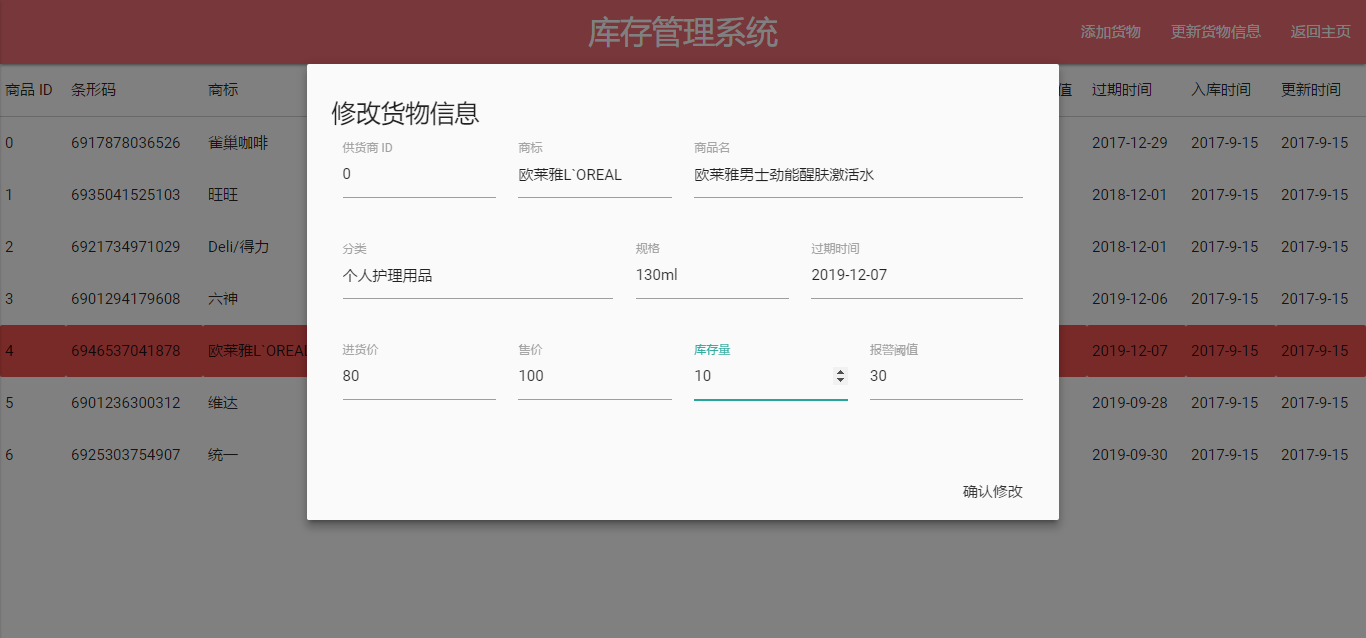 库存管理系统
添加货物 更新货物信息 返回主页
商品 ID 条形码 商标 值 过期时间 入库时间 更新时间
0 6917878036526 雀巢咖啡 2017-12-29 2017-9-15 2017-9-15
1 6935041525103 旺旺 2018-12-01 2017-9-15 2017-9-15
2 6921734971029 Deli/得力 2018-12-01 2017-9-15 2017-9-15
3 6901294179608 六神 2019-12-06 2017-9-15 2017-9-15
4 6946537041878 欧莱雅L`OREAL 2019-12-07 2017-9-15 2017-9-15
5 6901236300312 维达 2019-09-28 2017-9-15 2017-9-15
6 6925303754907 统一 2019-09-30 2017-9-15 2017-9-15
修改货物信息
供货商 ID 商标 商品名
0 欧莱雅L`OREAL 欧莱雅男士劲能醒肤激活水
分类 规格 过期时间
个人护理用品 130ml 2019-12-07
进货价 售价 库存量 报警阈值
80 100 10 30
确认修改